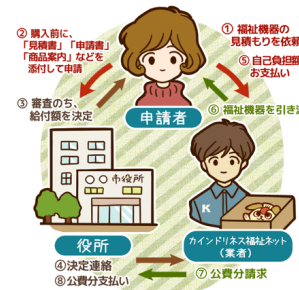 ② 購入前に、
「見積書」「申請書」
「商品案内」などを
添付して申請
① 福祉機器の
見積もりを依頼
⑤ 自己負担額
お支払い
③ 審査のち、
給付額を決定
申請者
⑥ 福祉機器を引き
〇〇市役所
K
役所
カインドリネス福祉ネット
(業者)
④決定連絡
⑧公費分支払い
⑦ 公費分請求